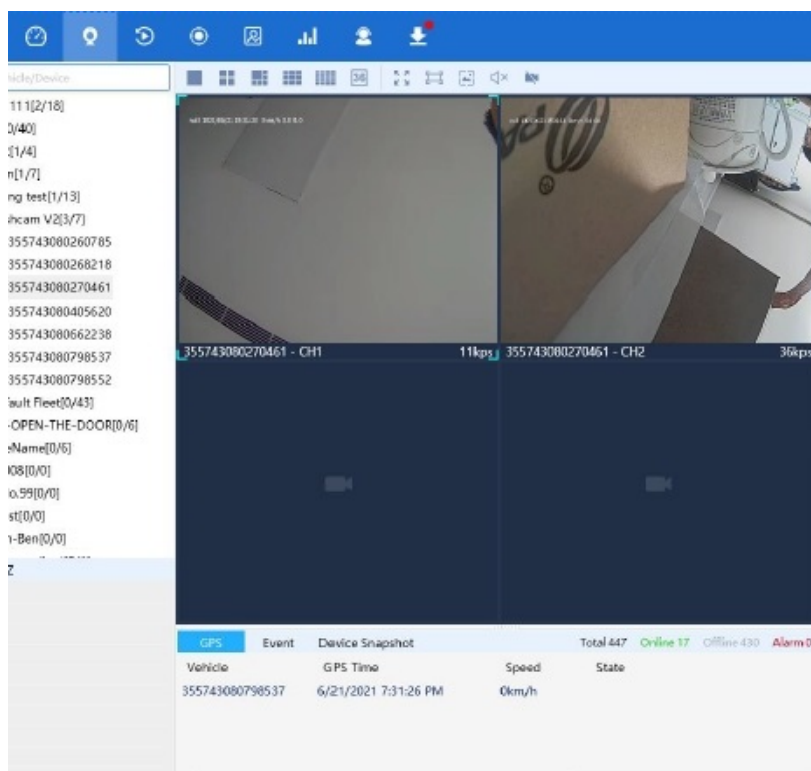 hicle/Device
111[2/18]
0/40]
[1/4]
n[1/7]
ng test[1/13]
hcam V2[3/7]
355743080260785
355743080268218
355743080270461
355743080405620
355743080662238
355743080798537
355743080798552
ault Fleet[0/43]
-OPEN-THE-DOOR[0/6]
eName[0/6]
008[0/0]
o.99[0/0]
st[0/0]
n-Ben[0/0]
Z
36
355743080270461 - CH1 11kps
355743080270461 - CH2 36kps
GPS Event Device Snapshot Total 447 Online 17 Offline 430 Alarm 0
Vehicle GPS Time Speed State
355743080798537 6/21/2021 7:31:26 PM 0km/h